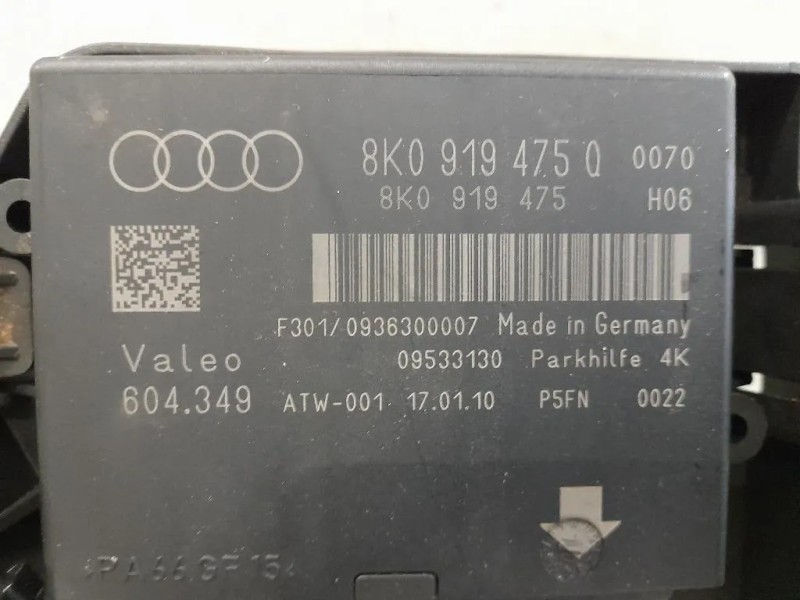 8K0 919 475 Q 0070
8K0 919 475 H06
F301/0936300007 Made in Germany
Valeo 09533130 Parkhilfe 4K
604.349 ATW-001 17.01.10 P5FN 0022
>PA66GF15<